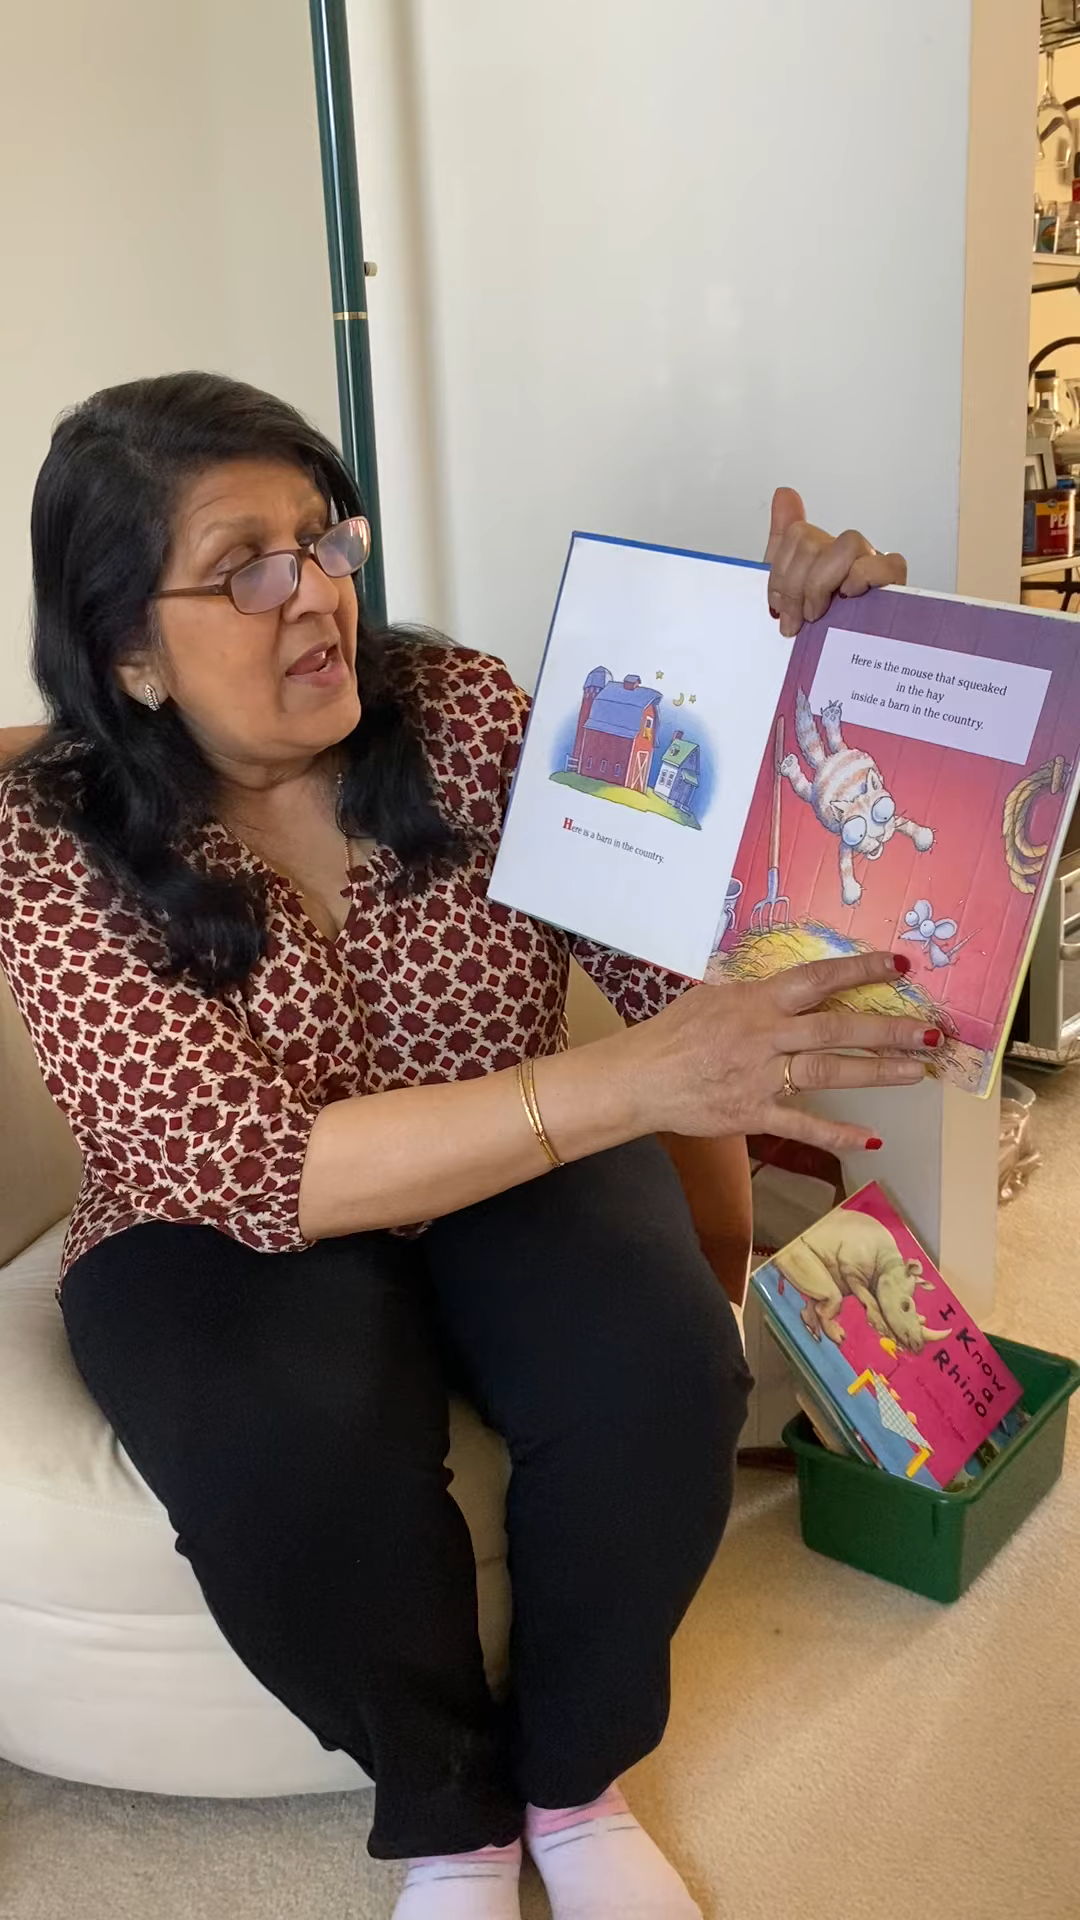 Here is a barn in the country.
Here is the mouse that squeaked
in the hay
inside a barn in the country.
I Know
a
Rhino